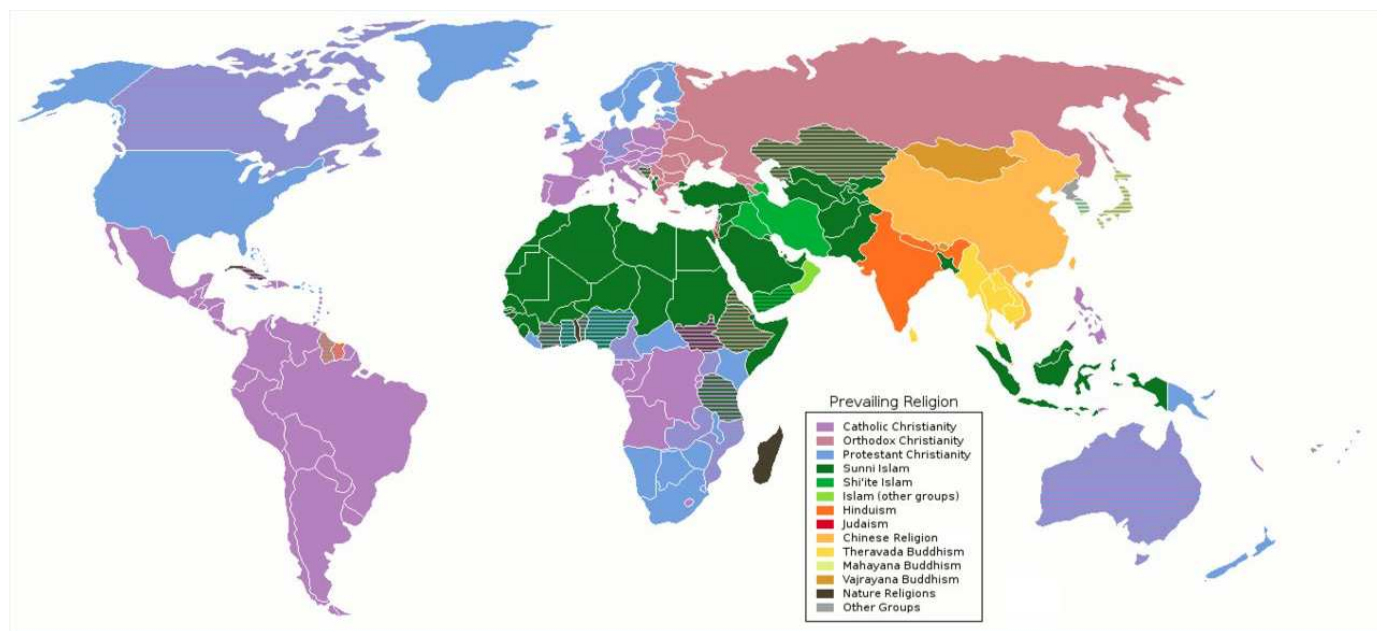 Prevailing Religion
Catholic Christianity
Orthodox Christianity
Protestant Christianity
Sunni Islam
Shi'ite Islam
Islam (other groups)
Hinduism
Judaism
Chinese Religion
Theravada Buddhism
Mahayana Buddhism
Vajrayana Buddhism
Nature Religions
Other Groups